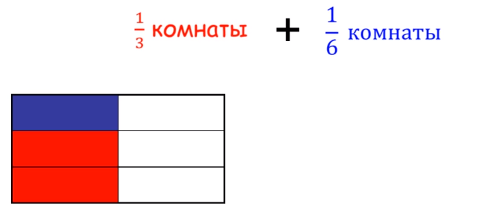 1/3 комнаты + 1/6 комнаты